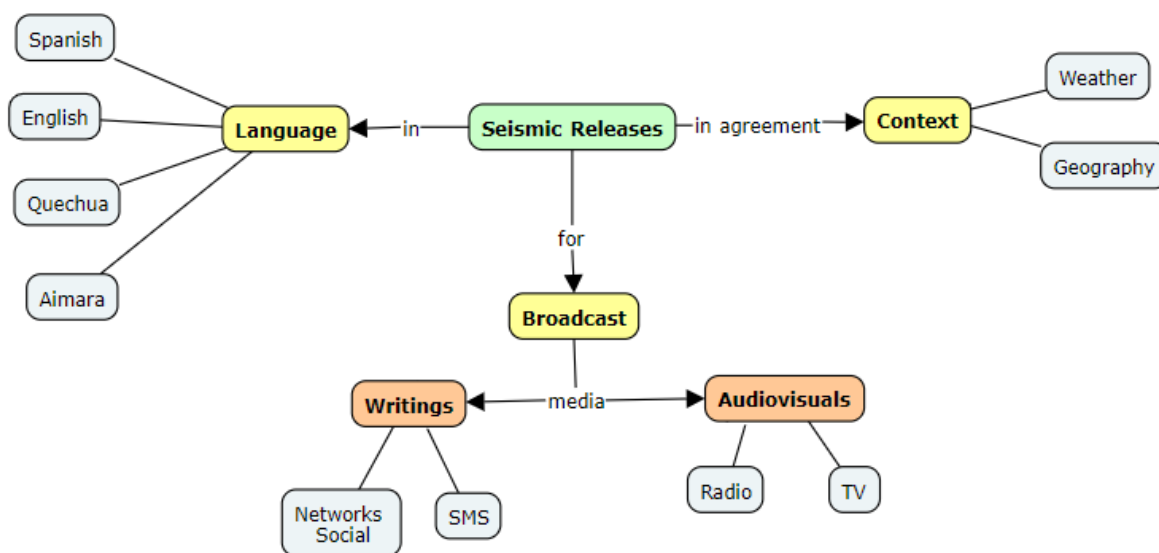 Spanish
Weather
English
Language
in
Seismic Releases
in agreement
Context
Geography
Quechua
for
Aimara
Broadcast
Writings
media
Audiovisuals
Radio
TV
Networks
Social
SMS